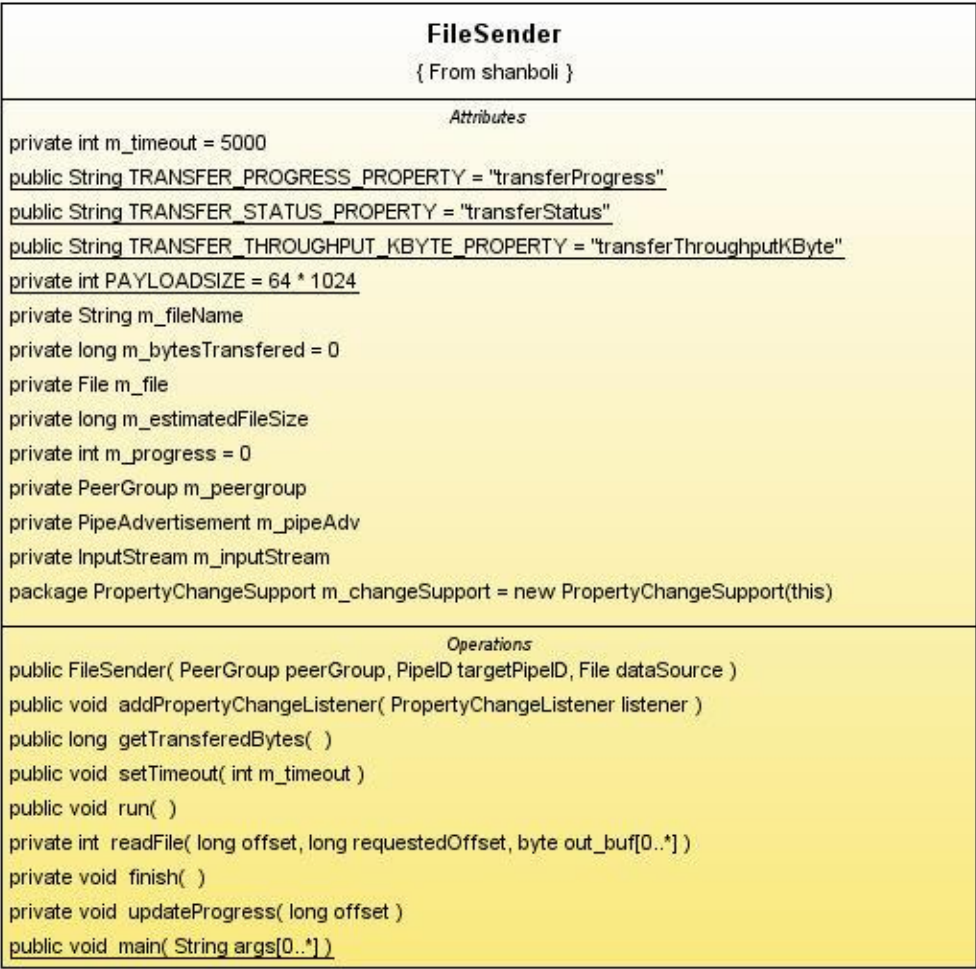 FileSender
{ From shanboli }
Attributes
private int m_timeout = 5000
public String TRANSFER_PROGRESS_PROPERTY = "transferProgress"
public String TRANSFER_STATUS_PROPERTY = "transferStatus"
public String TRANSFER_THROUGHPUT_KBYTE_PROPERTY = "transferThroughputKByte"
private int PAYLOADSIZE = 64 * 1024
private String m_fileName
private long m_bytesTransfered = 0
private File m_file
private long m_estimatedFileSize
private int m_progress = 0
private PeerGroup m_peergroup
private PipeAdvertisement m_pipeAdv
private InputStream m_inputStream
package PropertyChangeSupport m_changeSupport = new PropertyChangeSupport(this)
Operations
public FileSender( PeerGroup peerGroup, PipeID targetPipeID, File dataSource )
public void addPropertyChangeListener( PropertyChangeListener listener )
public long getTransferedBytes( )
public void setTimeout( int m_timeout )
public void run( )
private int readFile( long offset, long requestedOffset, byte out_buf[0..*] )
private void finish( )
private void updateProgress( long offset )
public void main( String args[0..*] )